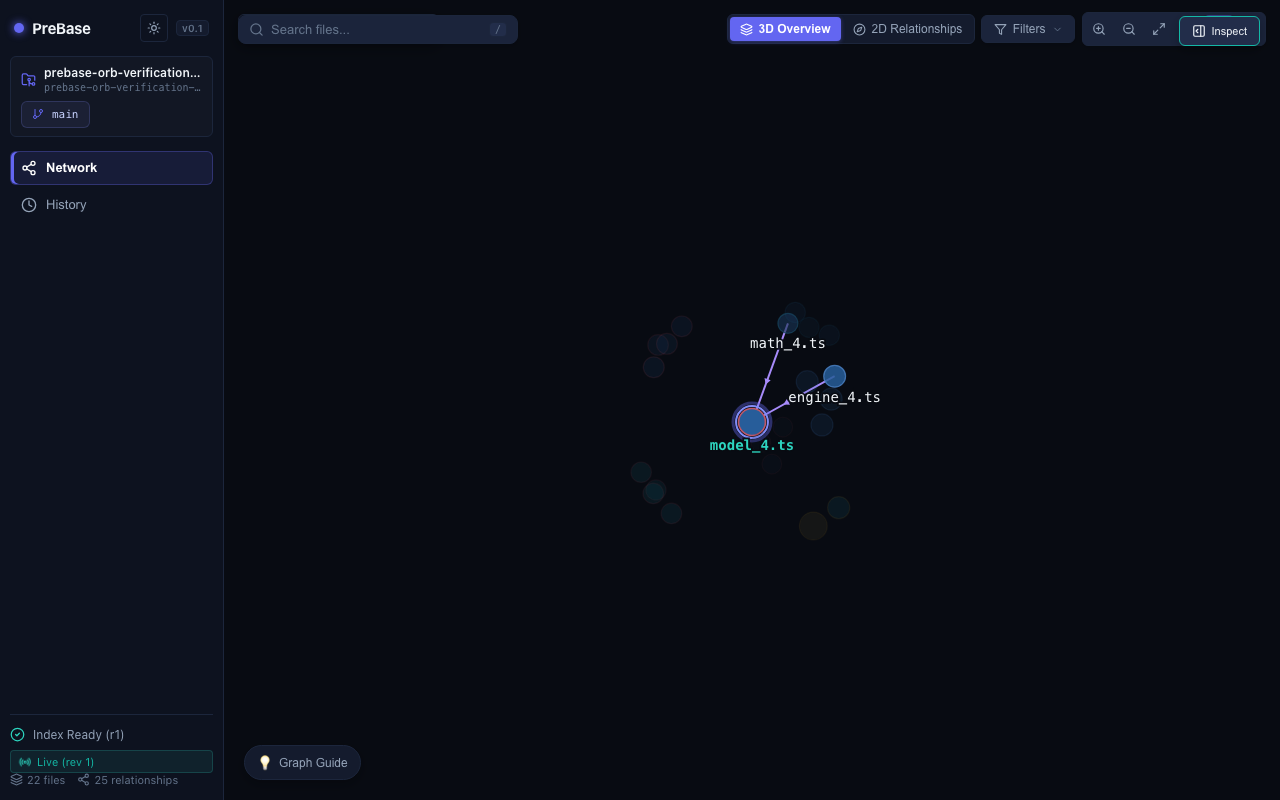 PreBase
v0.1
prebase-orb-verification...
prebase-orb-verification-…
main
Network
History
Index Ready (r1)
Live (rev 1)
22 files
25 relationships
Search files...
/
3D Overview
2D Relationships
Filters
Inspect
math_4.ts
engine_4.ts
model_4.ts
Graph Guide